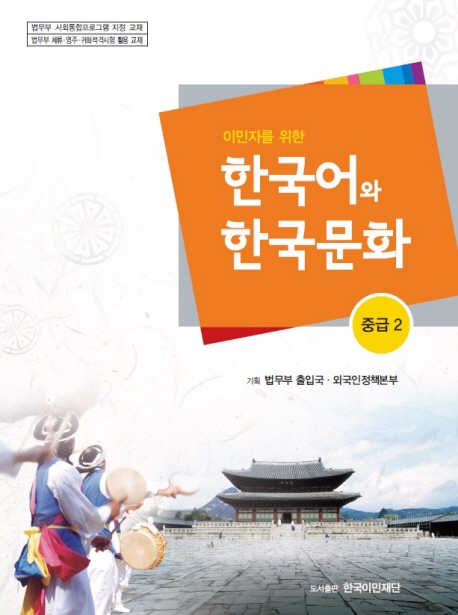 법무부 사회통합프로그램 지정 교재
법무부 체류·영주·귀화적격시험 활용 교재
이민자를 위한
한국어와
한국문화
중급 2
기획 법무부 출입국·외국인정책본부
도서출판 한국이민재단